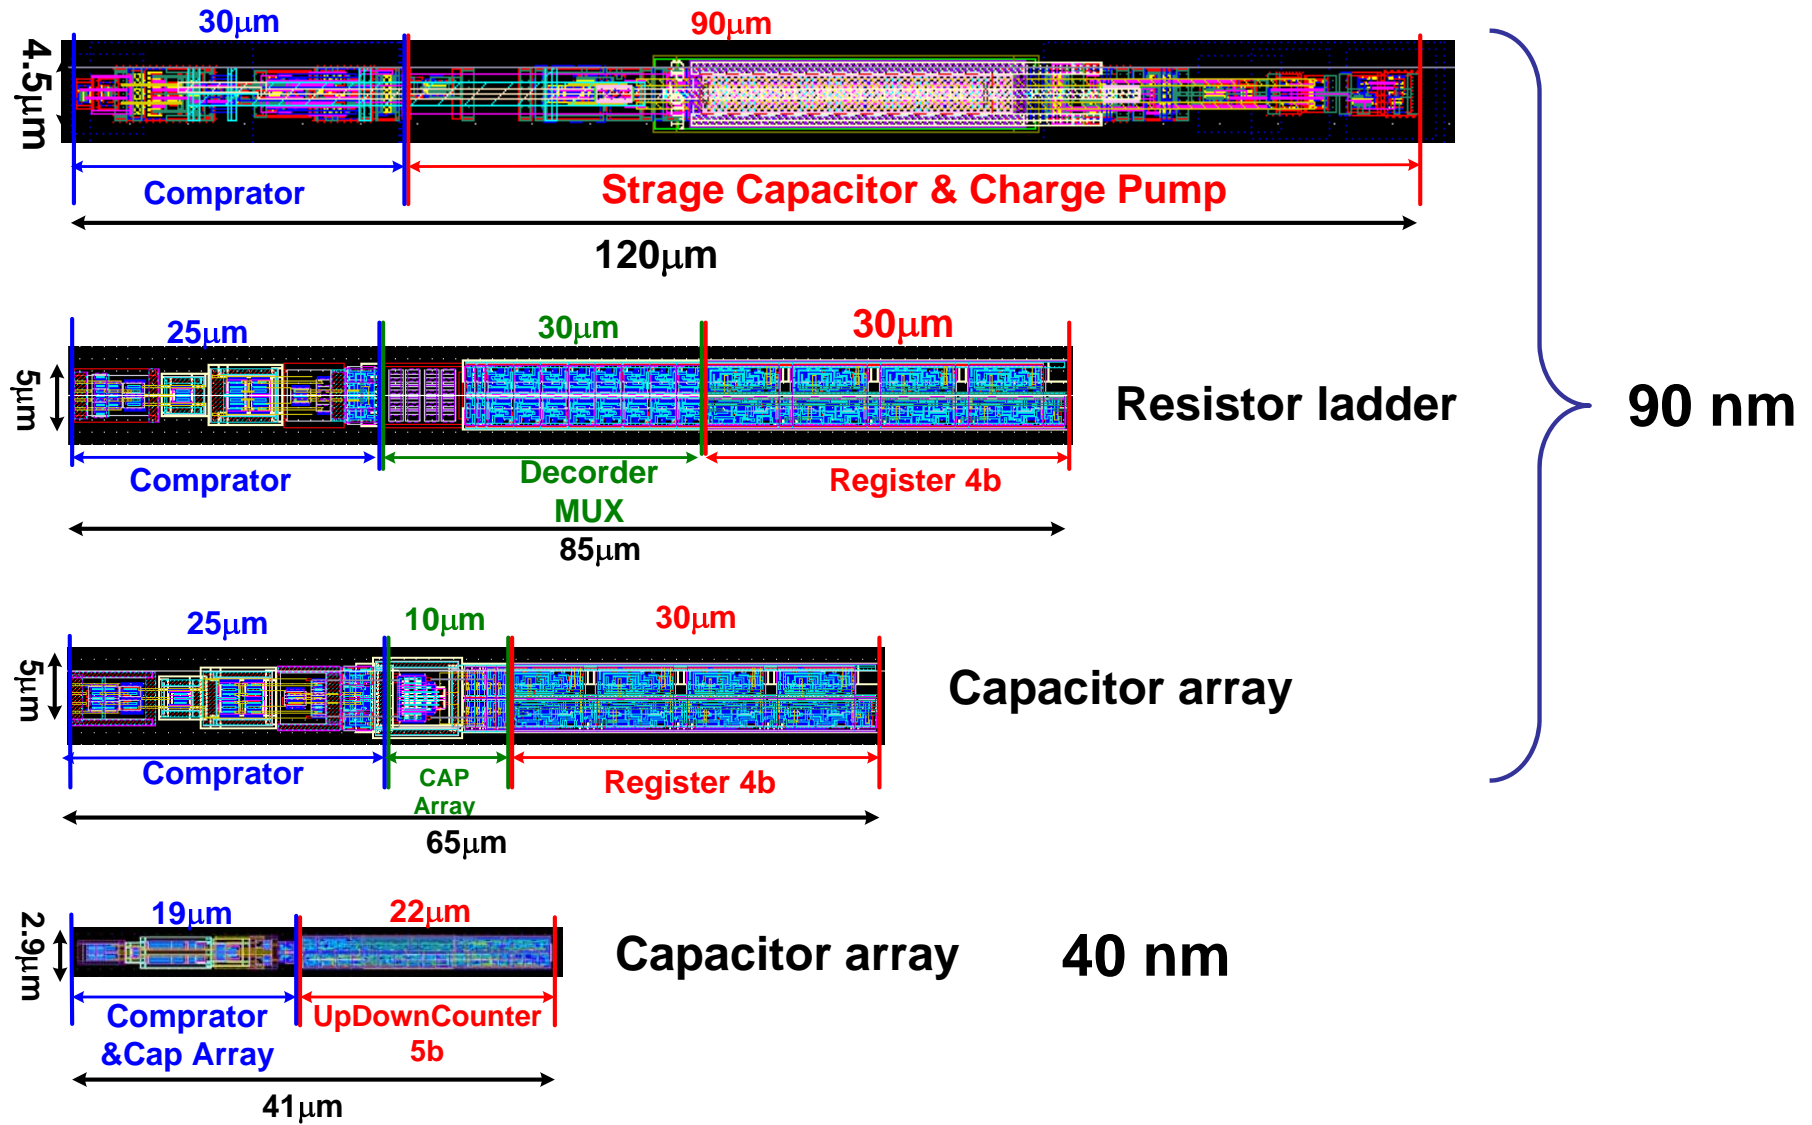 30μm
90μm
4.5μm
Comprator
Strage Capacitor & Charge Pump
120μm
25μm
30μm
30μm
5μm
Comprator
Decorder
MUX
Register 4b
85μm
Resistor ladder
90 nm
25μm
10μm
30μm
5μm
Comprator
CAP
Array
Register 4b
65μm
Capacitor array
19μm
22μm
2.9μm
Comprator
&Cap Array
UpDownCounter
5b
41μm
Capacitor array
40 nm